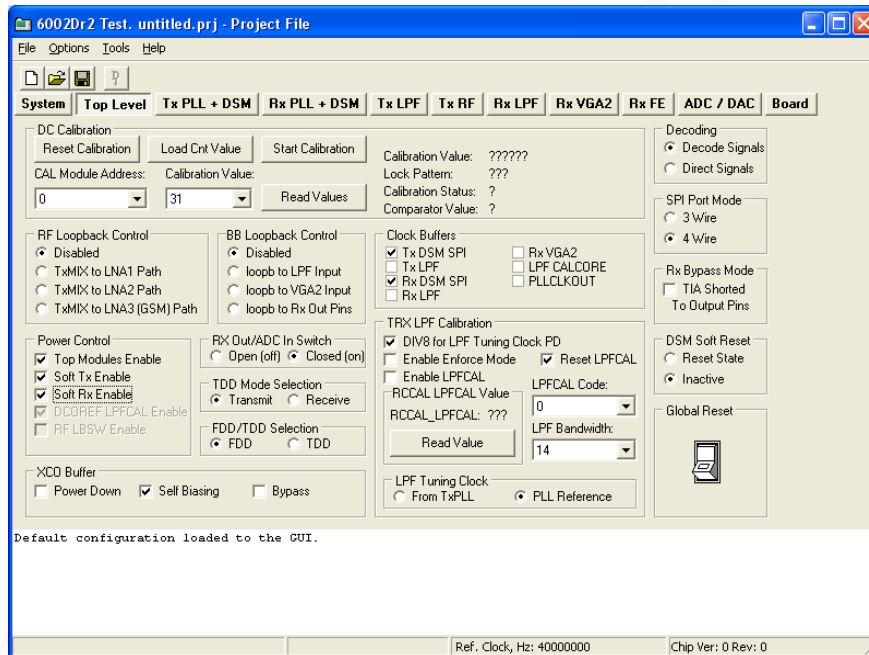 6002Dr2 Test. untitled.prj - Project File
File Options Tools Help
System Top Level Tx PLL + DSM Rx PLL + DSM Tx LPF Tx RF Rx LPF Rx VGA2 Rx FE ADC / DAC Board
DC Calibration
Reset Calibration Load Cnt Value Start Calibration
CAL Module Address: Calibration Value:
0 31 Read Values
Calibration Value: ??????
Lock Pattern: ???
Calibration Status: ?
Comparator Value: ?
Decoding
Decode Signals
Direct Signals
SPI Port Mode
3 Wire
4 Wire
RF Loopback Control
Disabled
TxMIX to LNA1 Path
TxMIX to LNA2 Path
TxMIX to LNA3 (GSM) Path
BB Loopback Control
Disabled
loopb to LPF Input
loopb to VGA2 Input
loopb to Rx Out Pins
Clock Buffers
Tx DSM SPI Rx VGA2
Tx LPF LPF CALCORE
Rx DSM SPI PLLCLKOUT
Rx LPF
Rx Bypass Mode
TIA Shorted
To Output Pins
Power Control
Top Modules Enable
Soft Tx Enable
Soft Rx Enable
DCOREF LPFCAL Enable
RF LBSW Enable
RX Out/ADC In Switch
Open (off) Closed (on)
TDD Mode Selection
Transmit Receive
FDD/TDD Selection
FDD TDD
TRX LPF Calibration
DIV8 for LPF Tuning Clock PD
Enable Enforce Mode Reset LPFCAL
Enable LPFCAL
RCCAL LPFCAL Value
RCCAL_LPFCAL: ???
Read Value
LPFCAL Code:
0
LPF Bandwidth:
14
LPF Tuning Clock
From TxPLL PLL Reference
DSM Soft Reset
Reset State
Inactive
Global Reset
XCO Buffer
Power Down Self Biasing Bypass
Default configuration loaded to the GUI.
Ref. Clock, Hz: 40000000 Chip Ver: 0 Rev: 0